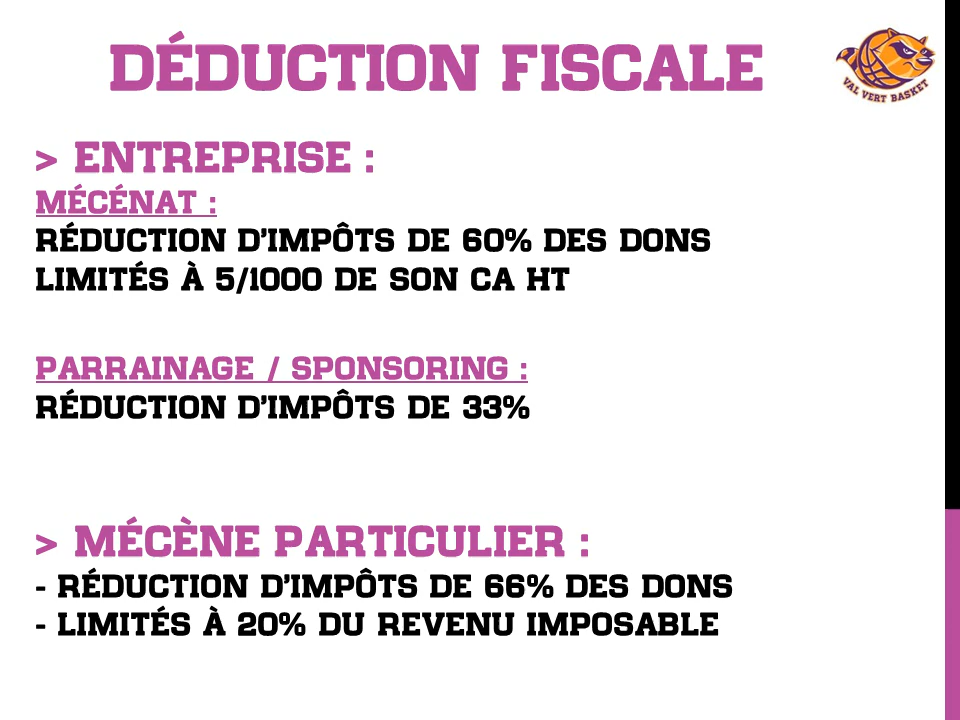 DÉDUCTION FISCALE
VAL VERT BASKET
> ENTREPRISE :
MÉCÉNAT :
RÉDUCTION D'IMPÔTS DE 60% DES DONS
LIMITÉS À 5/1000 DE SON CA HT
PARRAINAGE / SPONSORING :
RÉDUCTION D'IMPÔTS DE 33%
> MÉCÈNE PARTICULIER :
- RÉDUCTION D'IMPÔTS DE 66% DES DONS
- LIMITÉS À 20% DU REVENU IMPOSABLE